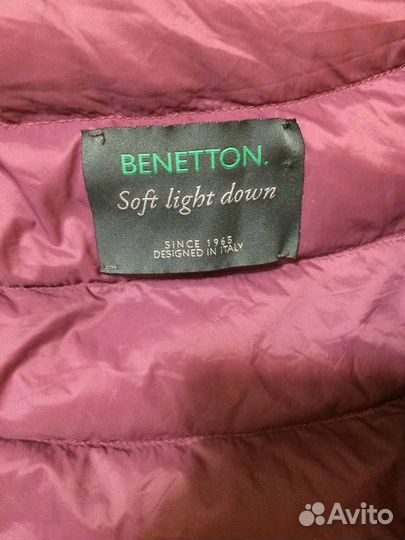 BENETTON.
Soft light down
SINCE 1965
DESIGNED IN ITALY
Avito